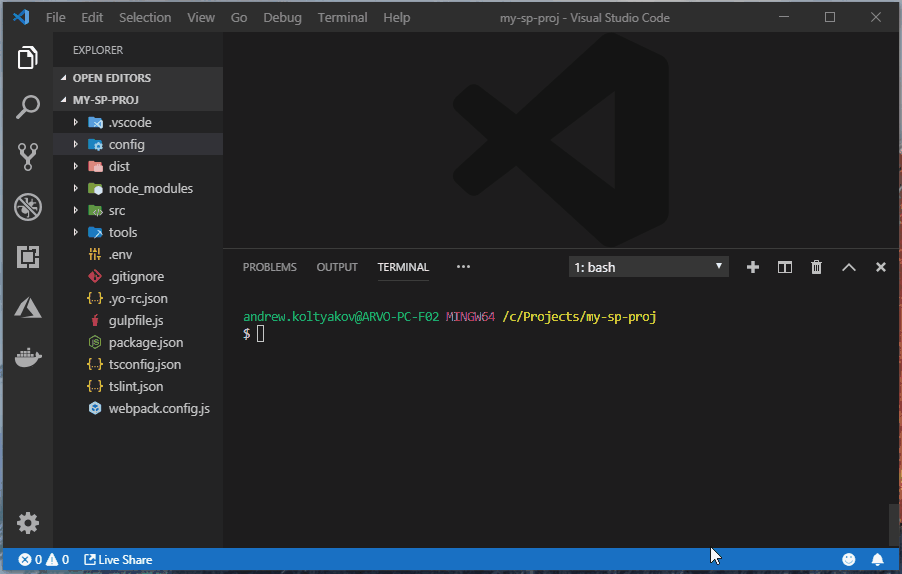 File Edit Selection View Go Debug Terminal Help my-sp-proj - Visual Studio Code
EXPLORER
OPEN EDITORS
MY-SP-PROJ
.vscode
config
dist
node_modules
src
tools
.env
.gitignore
.yo-rc.json
gulpfile.js
package.json
tsconfig.json
tslint.json
webpack.config.js
PROBLEMS OUTPUT TERMINAL ••• 1: bash
andrew.koltyakov@ARVO-PC-F02 MINGW64 /c/Projects/my-sp-proj
$
0 0 Live Share